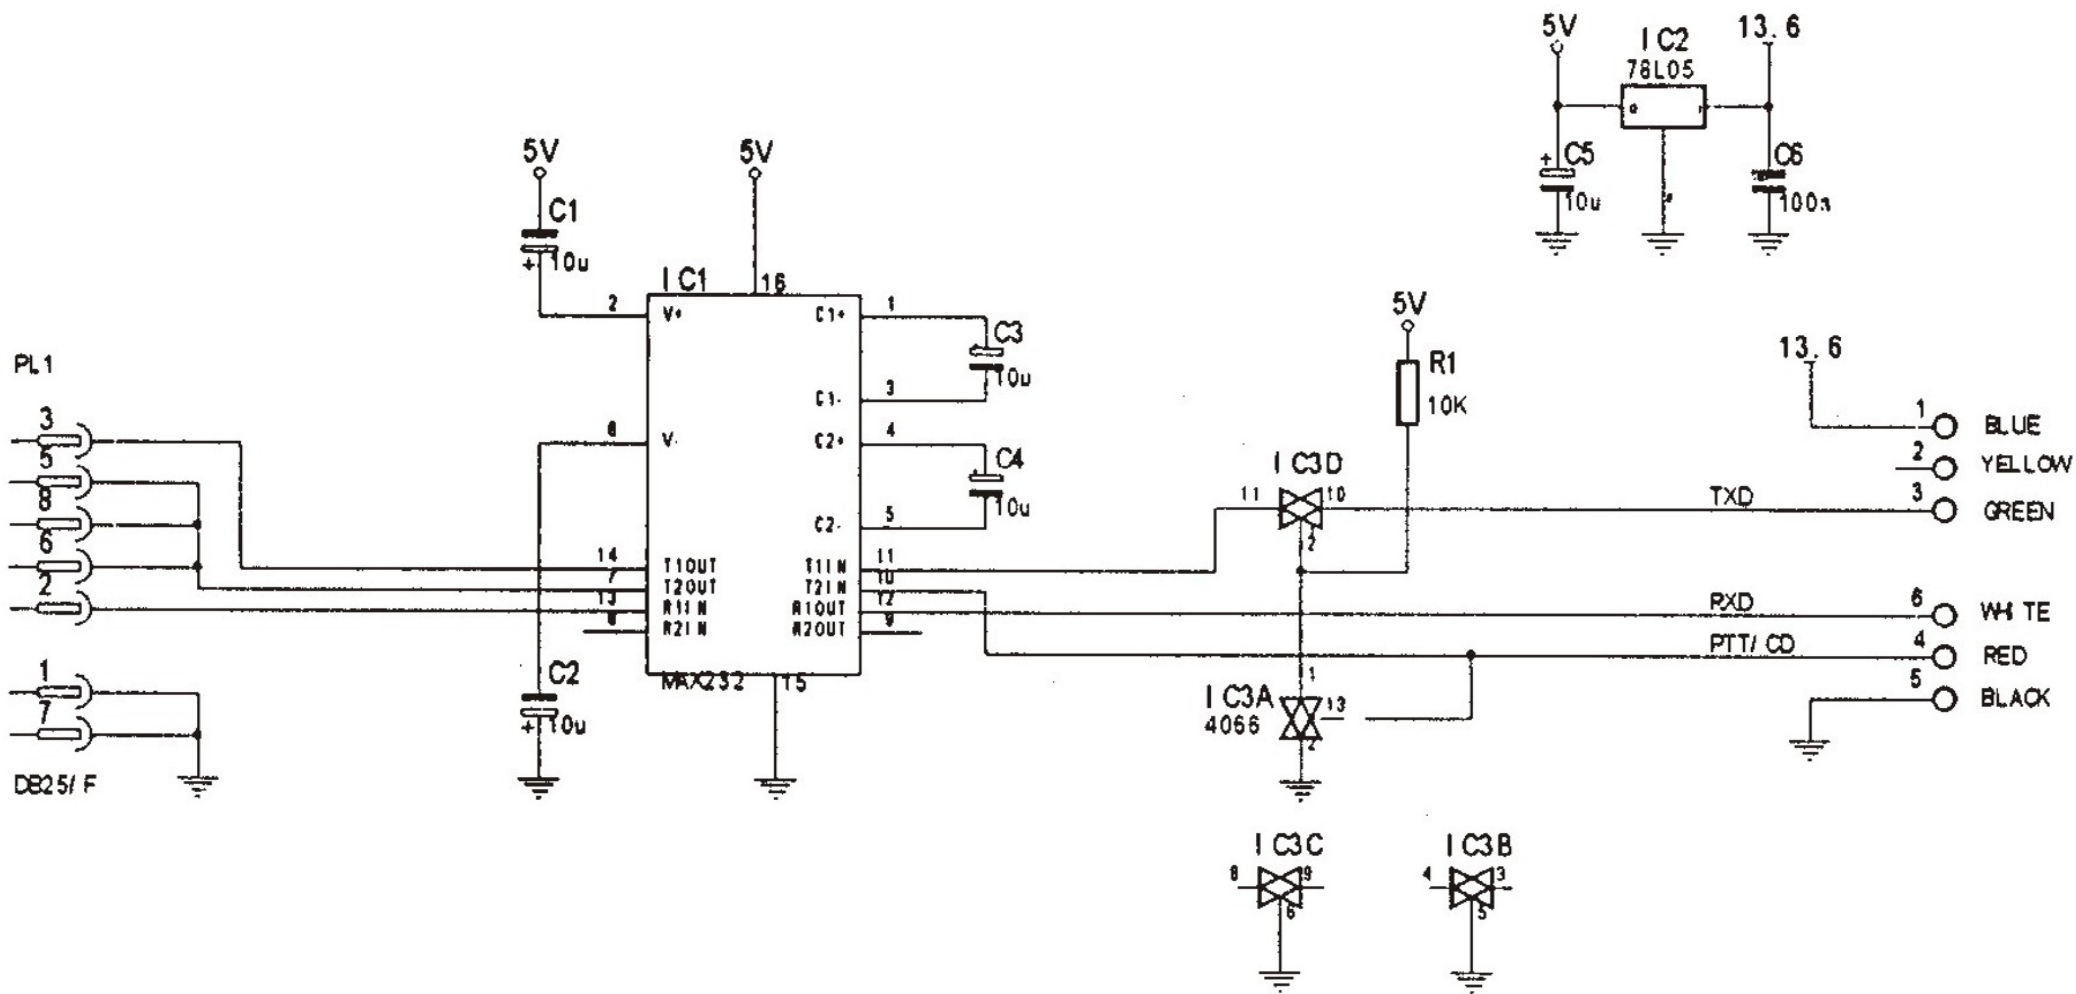 5V
IC2
78L05
13.6
+
C5
10u
C6
100n
5V
5V
C1
+
10u
IC1
16
2
V+
C1+
1
C3
10u
C1-
3
6
V-
C2+
4
C4
10u
C2-
5
14
T1OUT
T1IN
11
7
T2OUT
T2IN
10
13
R1IN
R1OUT
12
8
R2IN
R2OUT
9
MAX232
15
C2
+
10u
PL1
3
5
8
6
2
1
7
DB25/F
5V
R1
10K
IC3D
11
10
12
TXD
RXD
PTT/CD
1
IC3A
4066
13
2
13.6
1
BLUE
2
YELLOW
3
GREEN
6
WHITE
4
RED
5
BLACK
IC3C
8
9
6
IC3B
4
3
5